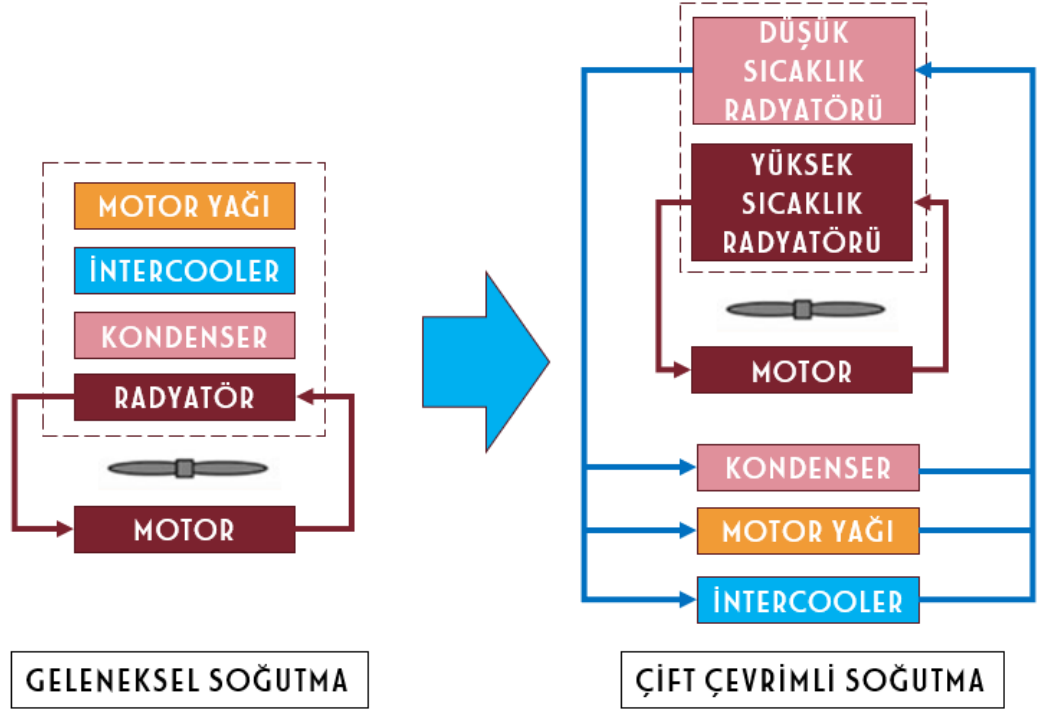 MOTOR YAĞI
İNTERCOOLER
KONDENSER
RADYATÖR
MOTOR
GELENEKSEL SOĞUTMA
DÜŞÜK
SICAKLIK
RADYATÖRÜ
YÜKSEK
SICAKLIK
RADYATÖRÜ
MOTOR
KONDENSER
MOTOR YAĞI
İNTERCOOLER
ÇİFT ÇEVRİMLİ SOĞUTMA